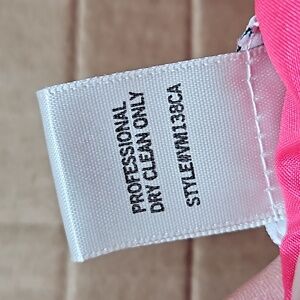 PROFESSIONAL
DRY CLEAN ONLY
STYLE#VM138CA